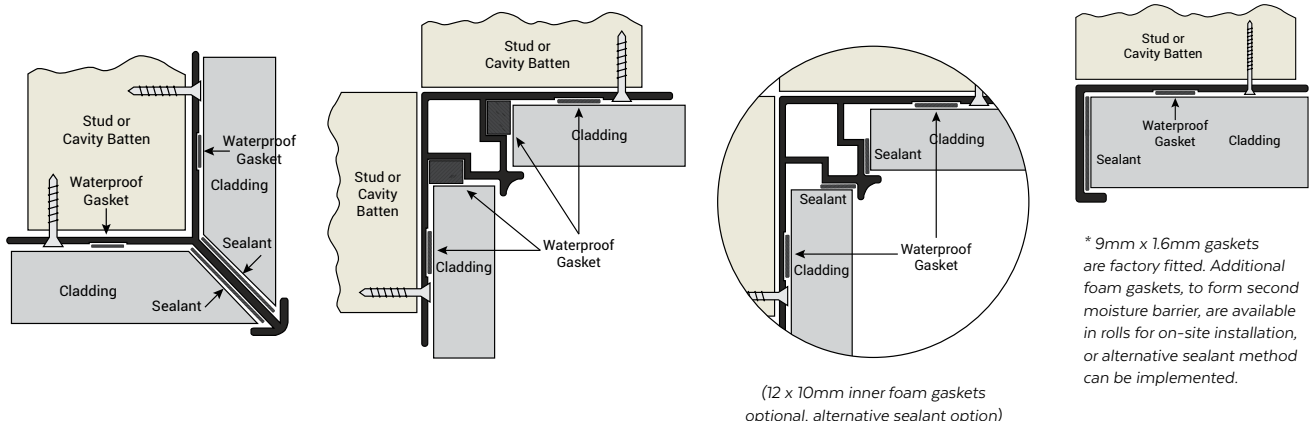 Stud or
Cavity Batten
Waterproof
Gasket
Waterproof
Gasket
Cladding
Cladding
Sealant
Sealant
Stud or
Cavity Batten
Stud or
Cavity
Batten
Cladding
Cladding
Waterproof
Gasket
Cladding
Sealant
Sealant
Cladding
Waterproof
Gasket
(12 x 10mm inner foam gaskets
optional, alternative sealant option)
Stud or
Cavity Batten
Waterproof
Gasket
Cladding
Sealant
* 9mm x 1.6mm gaskets
are factory fitted. Additional
foam gaskets, to form second
moisture barrier, are available
in rolls for on-site installation,
or alternative sealant method
can be implemented.